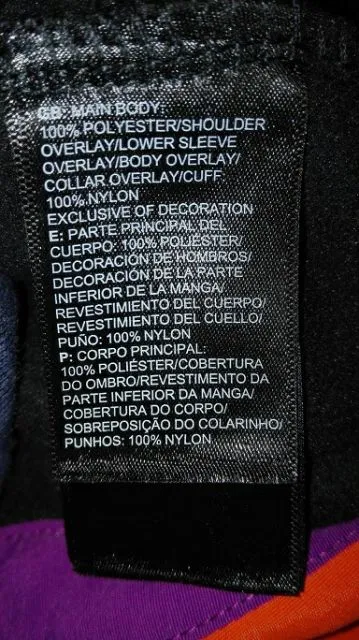 GB: MAIN BODY:
100% POLYESTER/SHOULDER
OVERLAY/LOWER SLEEVE
OVERLAY/BODY OVERLAY/
COLLAR OVERLAY/CUFF:
100% NYLON
EXCLUSIVE OF DECORATION
E: PARTE PRINCIPAL DEL
CUERPO: 100% POLIÉSTER/
DECORACIÓN DE HOMBROS/
DECORACIÓN DE LA PARTE
INFERIOR DE LA MANGA/
REVESTIMIENTO DEL CUERPO/
REVESTIMIENTO DEL CUELLO/
PUÑO: 100% NYLON
P: CORPO PRINCIPAL:
100% POLIÉSTER/COBERTURA
DO OMBRO/REVESTIMENTO DA
PARTE INFERIOR DA MANGA/
COBERTURA DO CORPO/
SOBREPOSIÇÃO DO COLARINHO/
PUNHOS: 100% NYLON